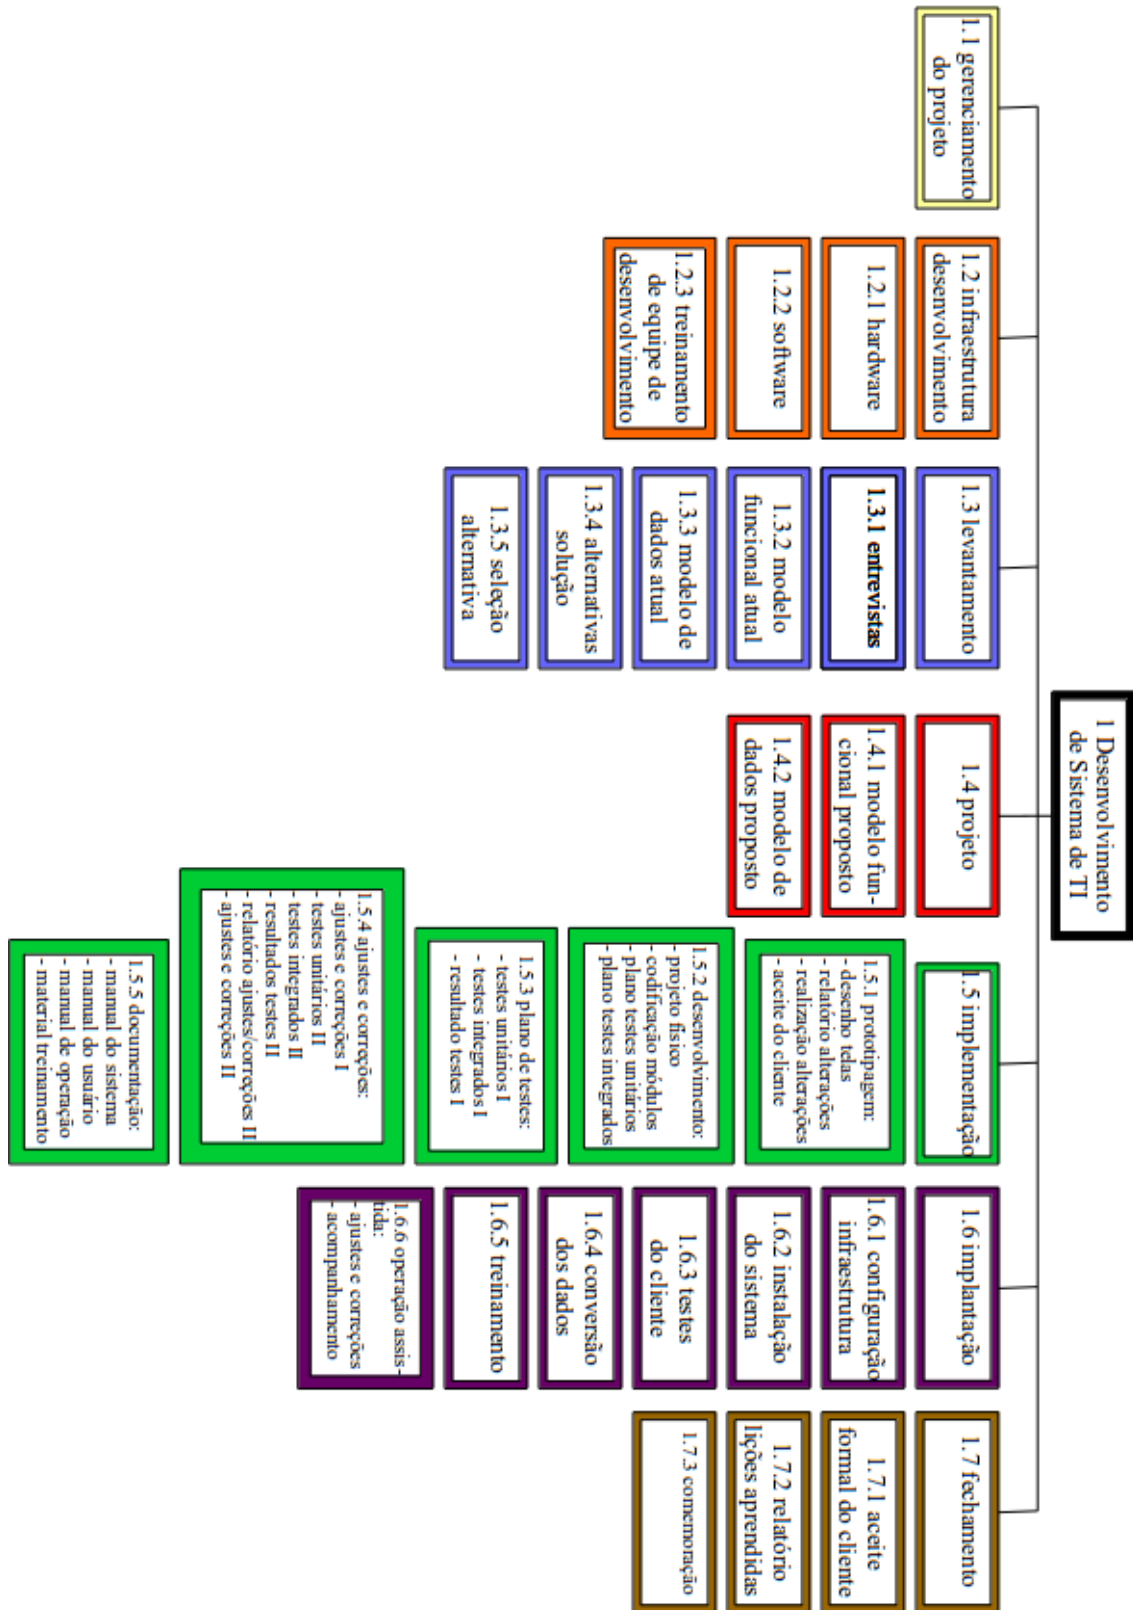 1 Desenvolvimento
de Sistema de TI
1.1 gerenciamento
do projeto
1.2 infraestrutura
desenvolvimento
1.2.1 hardware
1.2.2 software
1.2.3 treinamento
de equipe de
desenvolvimento
1.3 levantamento
1.3.1 entrevistas
1.3.2 modelo
funcional atual
1.3.3 modelo de
dados atual
1.3.4 alternativas
solução
1.3.5 seleção
alternativa
1.4 projeto
1.4.1 modelo fun-
cional proposto
1.4.2 modelo de
dados proposto
1.5 implementação
1.5.1 prototipagem:
- desenho telas
- relatório alterações
- realização alterações
- aceite do cliente
1.5.2 desenvolvimento:
- projeto físico
- codificação módulos
- plano testes unitários
- plano testes integrados
1.5.3 plano de testes:
- testes unitários I
- testes integrados I
- resultado testes I
1.5.4 ajustes e correções:
- ajustes e correções I
- testes unitários II
- testes integrados II
- resultados testes II
- relatório ajustes/correções II
- ajustes e correções II
1.5.5 documentação:
- manual do sistema
- manual do usuário
- manual de operação
- material treinamento
1.6 implantação
1.6.1 configuração
infraestrutura
1.6.2 instalação
do sistema
1.6.3 testes
do cliente
1.6.4 conversão
dos dados
1.6.5 treinamento
1.6.6 operação assis-
tida:
- ajustes e correções
- acompanhamento
1.7 fechamento
1.7.1 aceite
formal do cliente
1.7.2 relatório
lições aprendidas
1.7.3 comemoração